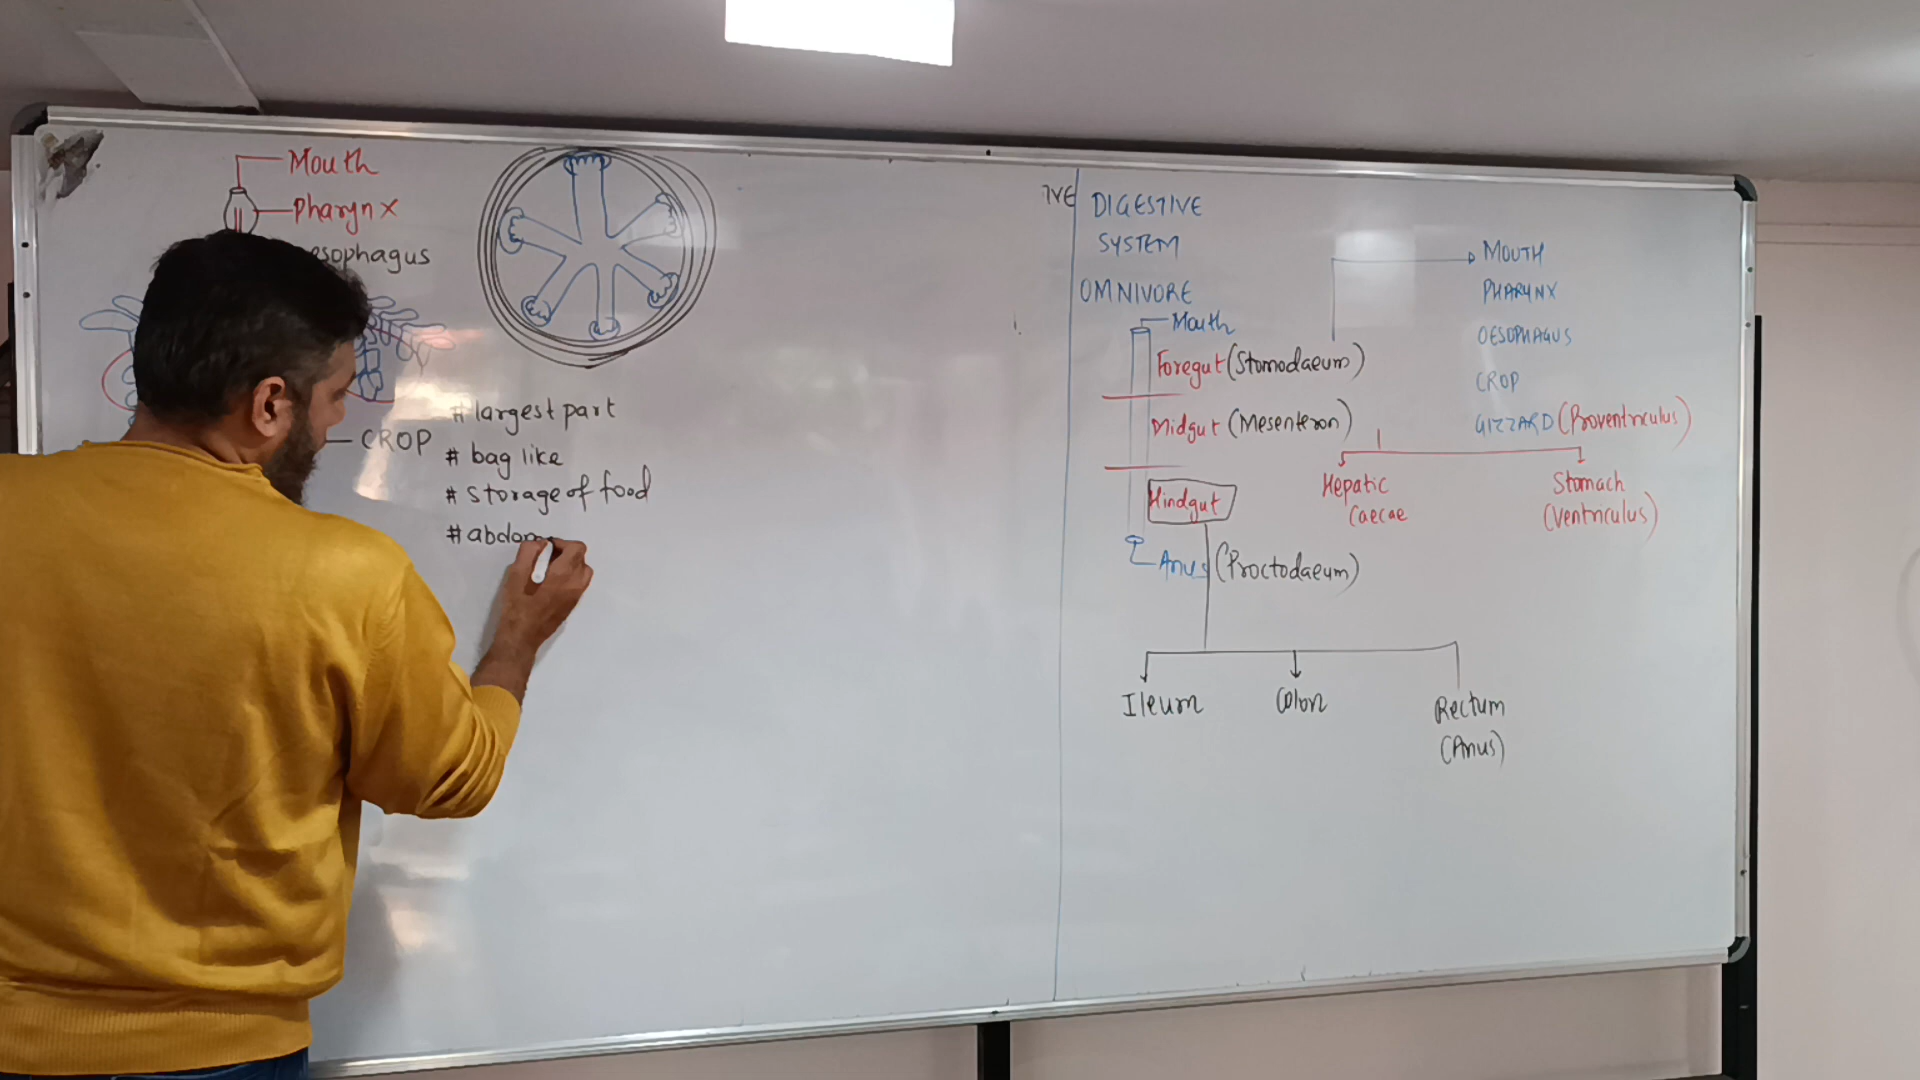 Mouth
Pharynx
esophagus
CROP
# largest part
# bag like
# storage of food
# abdom
IVE
DIGESTIVE
SYSTEM
OMNIVORE
Mouth
Foregut (Stomodaeum)
Midgut (Mesenteron)
Hindgut
Anus (Proctodaeum)
MOUTH
PHARYNX
OESOPHAGUS
CROP
GIZZARD (Proventriculus)
Hepatic
Caecae
Stomach
(Ventriculus)
Ileum
Colon
Rectum
(Anus)